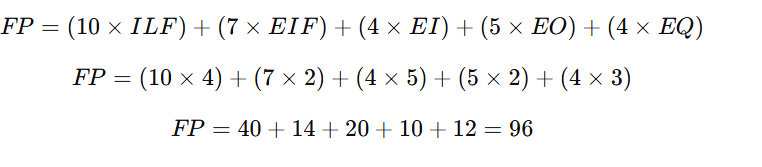 FP = (10 × ILF) + (7 × EIF) + (4 × EI) + (5 × EO) + (4 × EQ)
FP = (10 × 4) + (7 × 2) + (4 × 5) + (5 × 2) + (4 × 3)
FP = 40 + 14 + 20 + 10 + 12 = 96